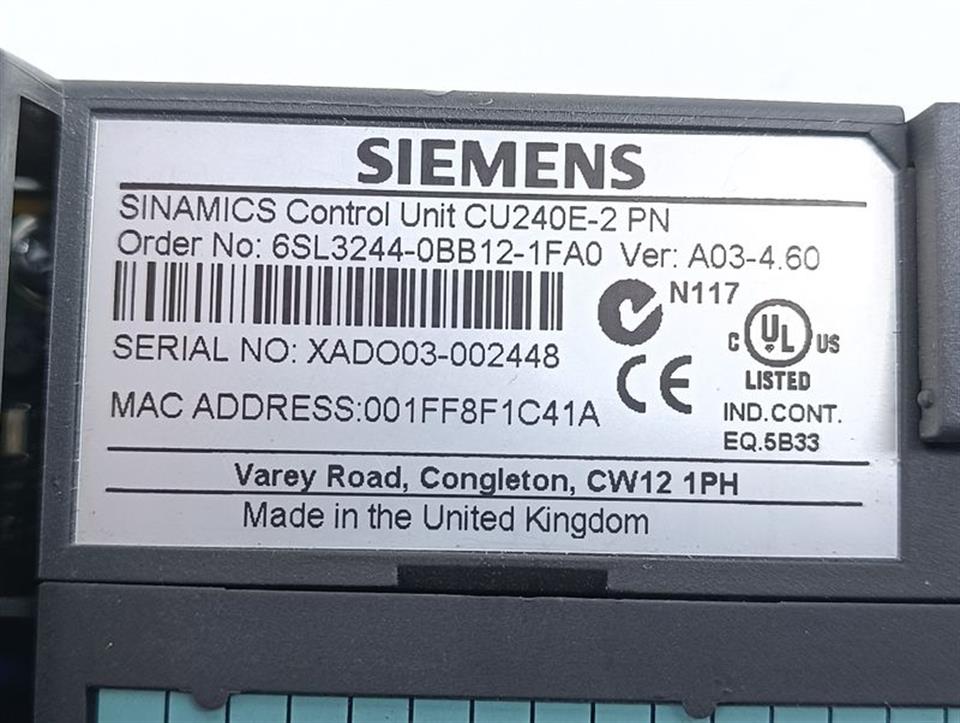 SIEMENS
SINAMICS Control Unit CU240E-2 PN
Order No: 6SL3244-0BB12-1FA0 Ver: A03-4.60
N117
SERIAL NO: XADO03-002448
C UL US
LISTED
CE
MAC ADDRESS:001FF8F1C41A
IND.CONT.
EQ.5B33
Varey Road, Congleton, CW12 1PH
Made in the United Kingdom